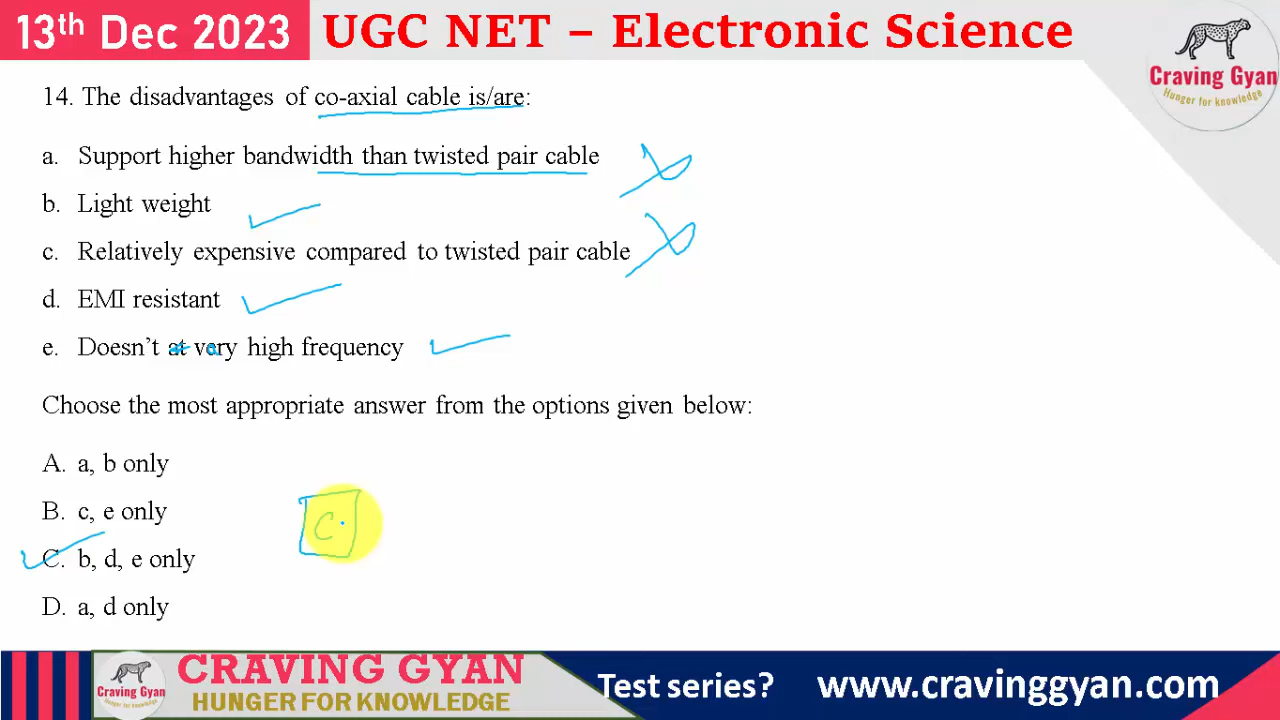 13th Dec 2023 UGC NET – Electronic Science
Craving Gyan
Hunger for knowledge
14. The disadvantages of co-axial cable is/are:
a. Support higher bandwidth than twisted pair cable
b. Light weight
c. Relatively expensive compared to twisted pair cable
d. EMI resistant
e. Doesn't at very high frequency
Choose the most appropriate answer from the options given below:
A. a, b only
B. c, e only
C
C. b, d, e only
D. a, d only
Craving Gyan
Hunger for knowledge
CRAVING GYAN
HUNGER FOR KNOWLEDGE
Test series? www.cravinggyan.com